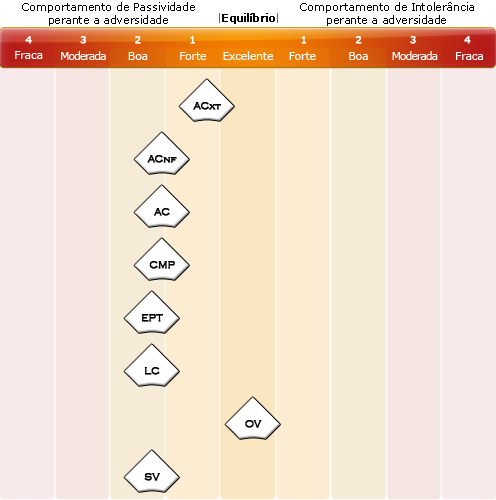 Comportamento de Passividade
perante a adversidade
|Equilíbrio|
Comportamento de Intolerância
perante a adversidade
4 3 2 1 1 2 3 4
Fraca Moderada Boa Forte Excelente Forte Boa Moderada Fraca
ACXT
ACNF
AC
CMP
EPT
LC
OV
SV